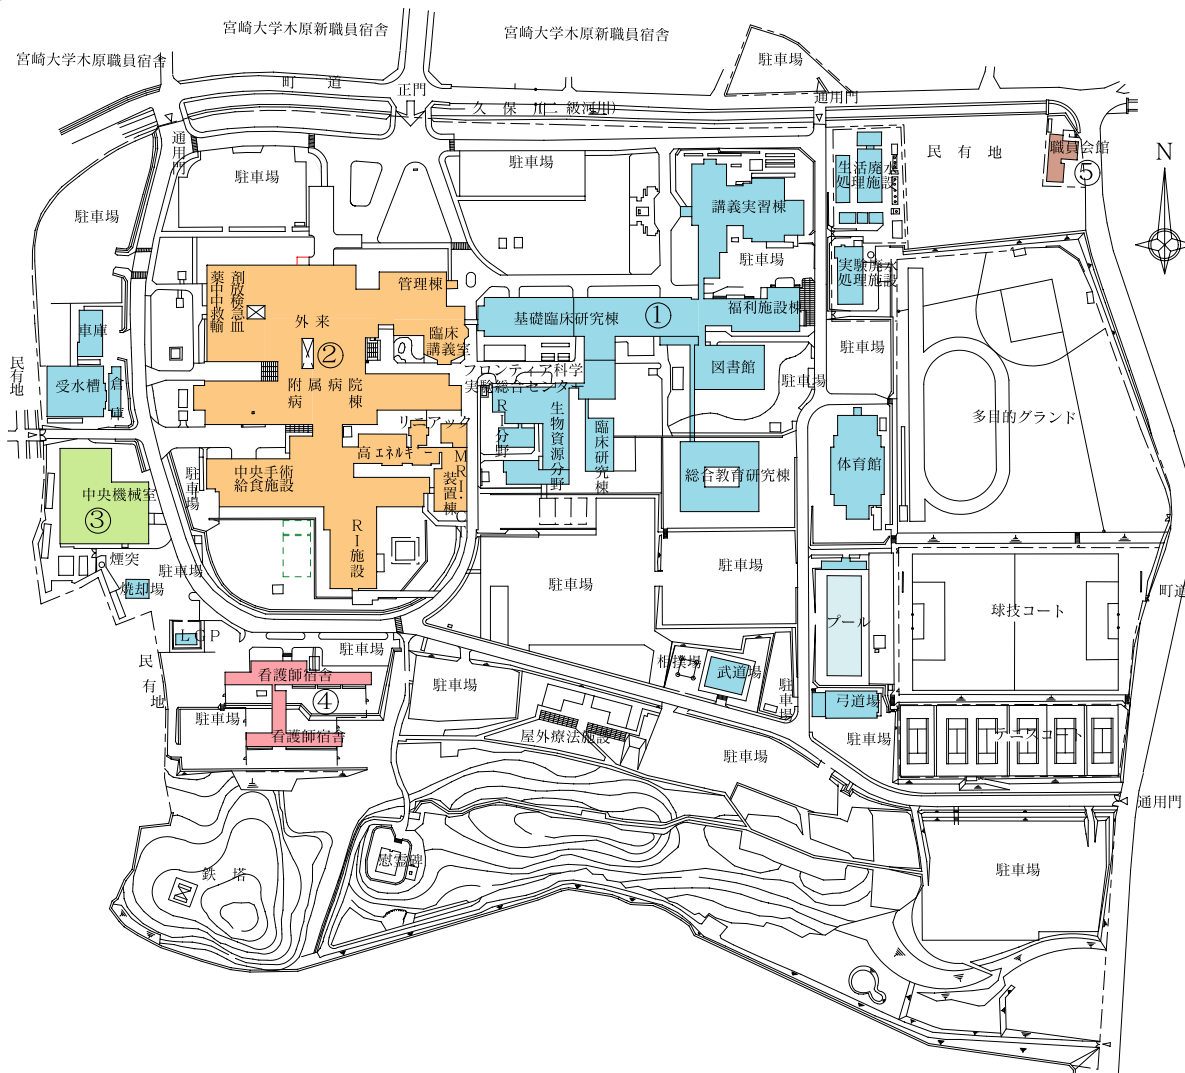 宮崎大学木原新職員宿舎
宮崎大学木原新職員宿舎
宮崎大学木原職員宿舎
駐車場
町 道
正門
通用門
久 保 川(二 級河川)
通用門
駐車場
駐車場
生活廃水
処理施設
民 有 地
職員会館
⑤
N
駐車場
講義実習棟
駐車場
駐車場
実験廃水
処理施設
薬 剤
中 放
中 検
救 急
輸 血
管理棟
外 来
②
臨床
講義室
基礎臨床研究棟
①
福利施設棟
車庫
駐車場
民有地
受水槽
倉庫
附 属 病 院
病 棟
フロンティア科学
実験総合センター
図書館
駐車場
リニアック
RI分野
生物資源分野
臨床研究棟
多目的グランド
高エネルギー
MRI・
装置棟
中央手術
給食施設
駐車場
総合教育研究棟
体育館
中央機械室
③
RI施設
煙突
駐車場
焼却場
駐車場
駐車場
町道
球技コート
プール
LGP
民
有
地
駐車場
看護師宿舎
④
駐車場
看護師宿舎
駐車場
相撲場
武道場
駐車場
弓道場
屋外療法施設
駐車場
駐車場
テニスコート
通用門
慰霊碑
鉄 塔
駐車場